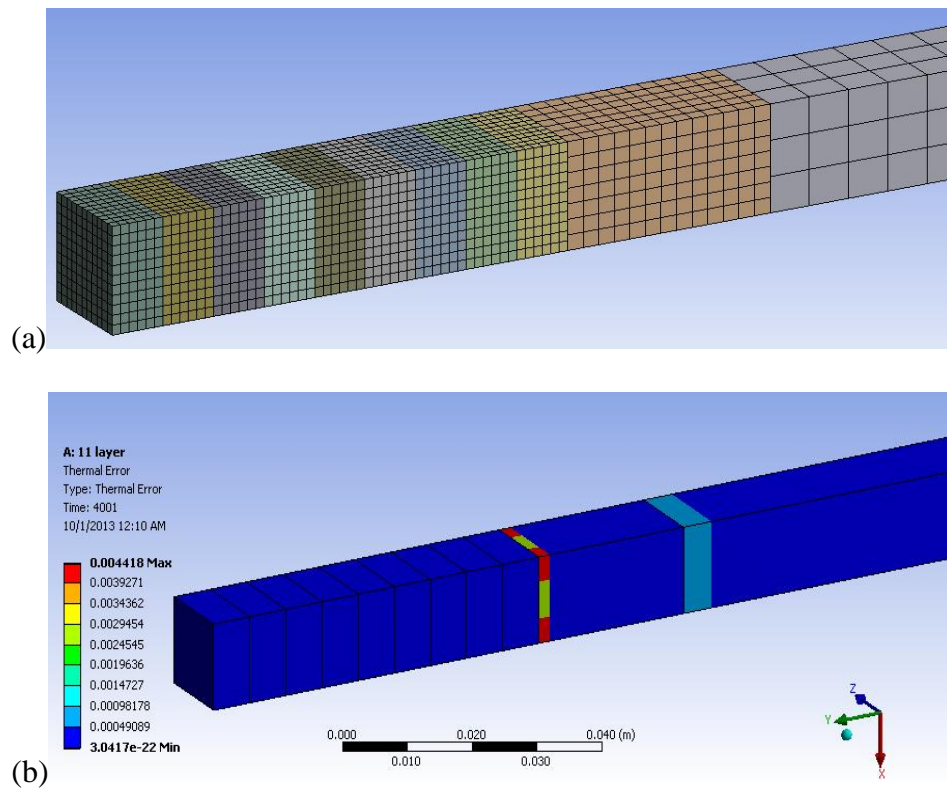 (a)
A: 11 layer
Thermal Error
Type: Thermal Error
Time: 4001
10/1/2013 12:10 AM
0.004418 Max
0.0039271
0.0034362
0.0029454
0.0024545
0.0019636
0.0014727
0.00098178
0.00049089
3.0417e-22 Min
0.000
0.020
0.040 (m)
0.010
0.030
Z
Y
X
(b)